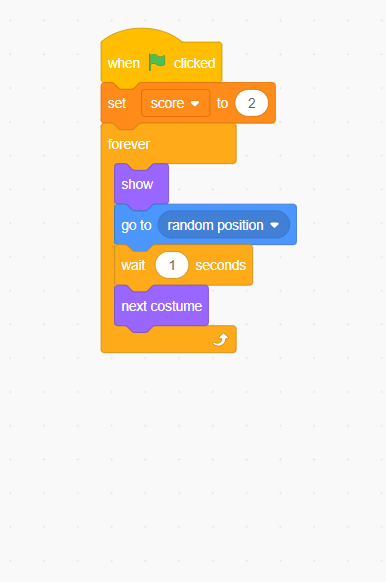 when clicked
set score to 2
forever
show
go to random position
wait 1 seconds
next costume